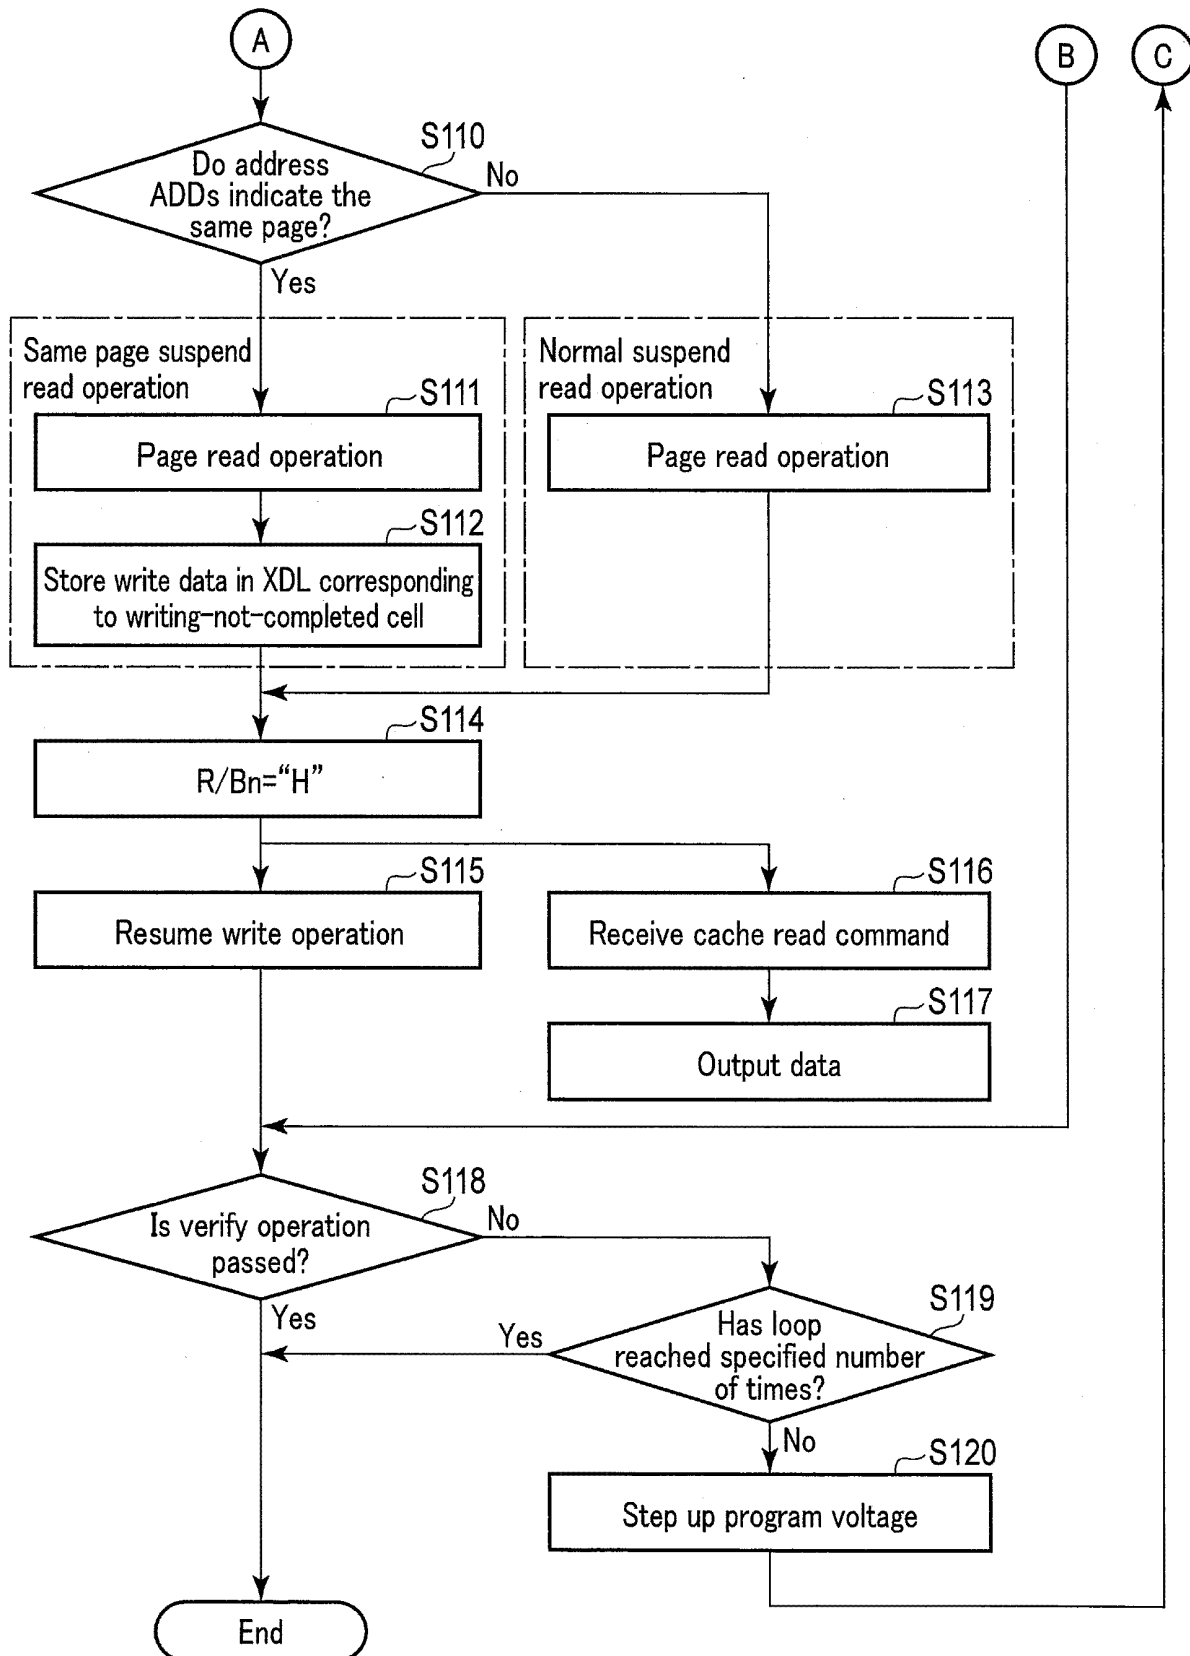 A
B
C
S110
Do address
ADDs indicate the
same page?
No
Yes
Same page suspend
read operation
Normal suspend
read operation
S111
Page read operation
S113
Page read operation
S112
Store write data in XDL corresponding
to writing-not-completed cell
S114
R/Bn=“H”
S115
Resume write operation
S116
Receive cache read command
S117
Output data
S118
Is verify operation
passed?
No
Yes
S119
Has loop
reached specified number
of times?
Yes
No
S120
Step up program voltage
End